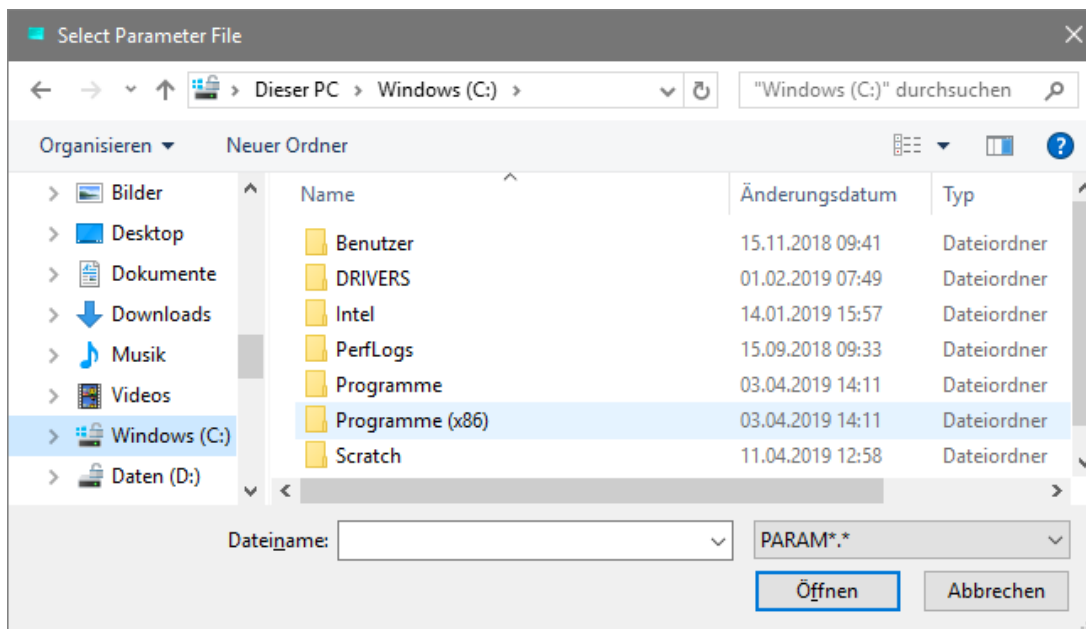 Select Parameter File
Dieser PC > Windows (C:) > "Windows (C:)" durchsuchen
Organisieren Neuer Ordner
Bilder
Desktop
Dokumente
Downloads
Musik
Videos
Windows (C:)
Daten (D:)
Name Änderungsdatum Typ
Benutzer 15.11.2018 09:41 Dateiordner
DRIVERS 01.02.2019 07:49 Dateiordner
Intel 14.01.2019 15:57 Dateiordner
PerfLogs 15.09.2018 09:33 Dateiordner
Programme 03.04.2019 14:11 Dateiordner
Programme (x86) 03.04.2019 14:11 Dateiordner
Scratch 11.04.2019 12:58 Dateiordner
Dateiname: PARAM*.*
Öffnen Abbrechen